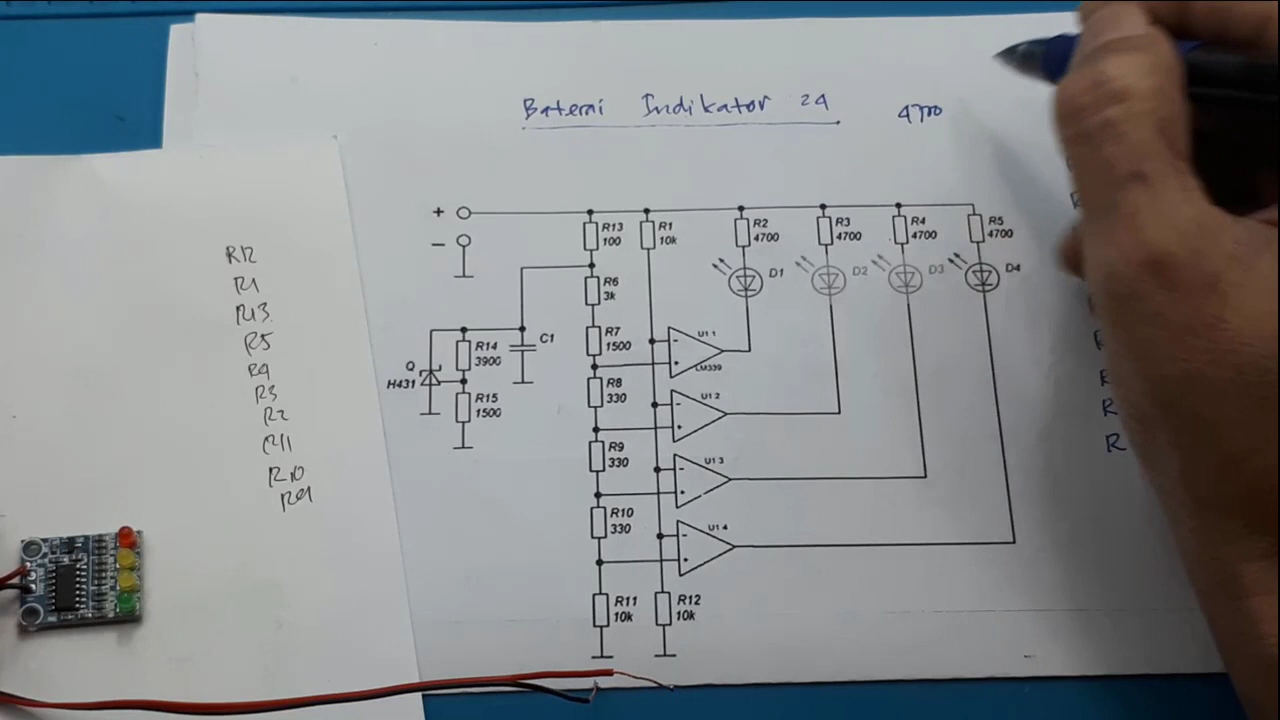 Baterai Indikator 24
4700
R12
R1
R13
R5
R4
R3
R2
R11
R10
R9
+
−
R13
100
R1
10k
R2
4700
R3
4700
R4
4700
R5
4700
D1
D2
D3
D4
R6
3k
R7
1500
C1
R14
3900
Q
H431
R15
1500
U1 1
LM339
R8
330
U1 2
R9
330
U1 3
R10
330
U1 4
R11
10k
R12
10k
R
R
R